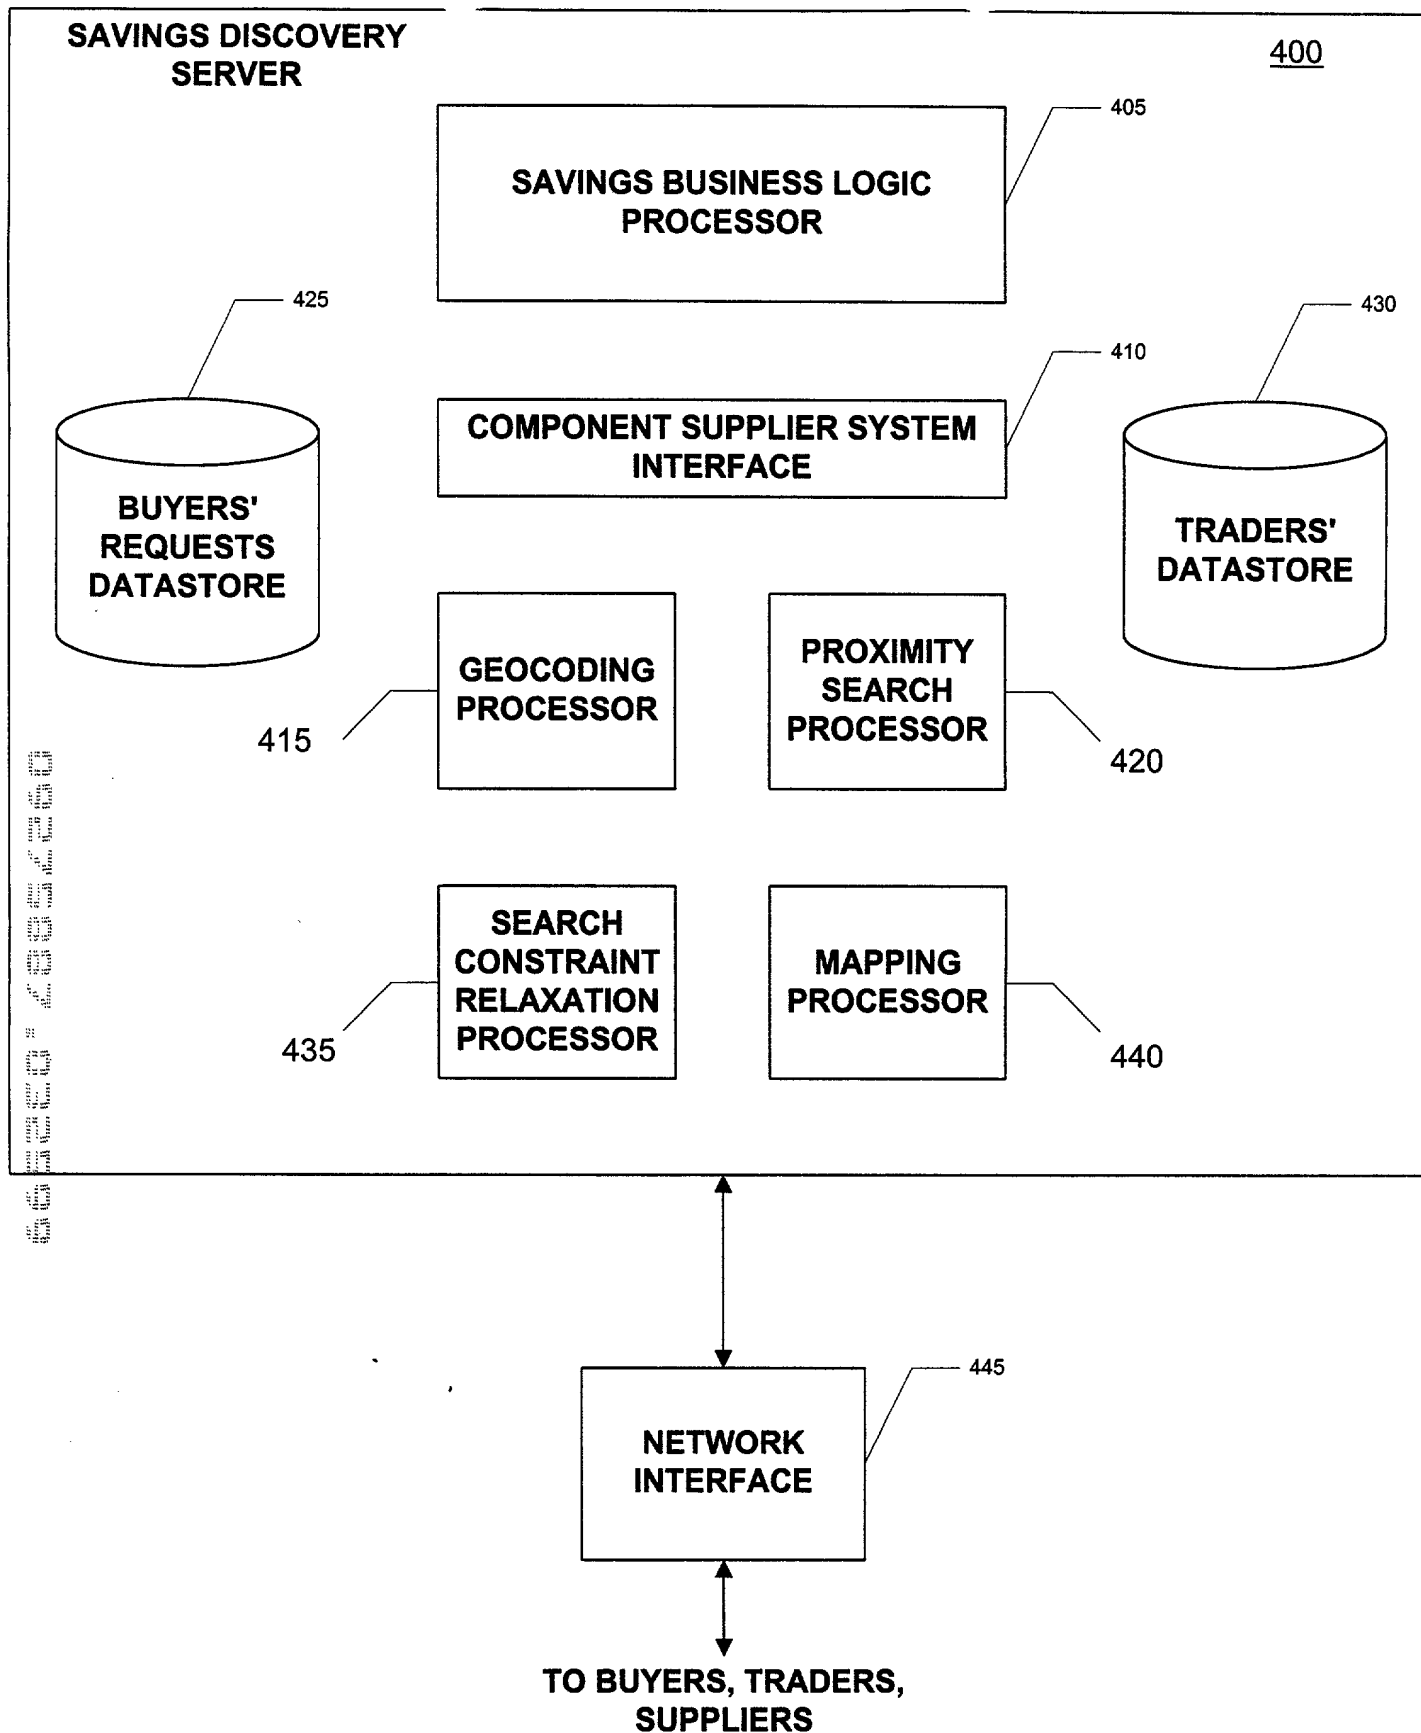 SAVINGS DISCOVERY
SERVER
400
405
SAVINGS BUSINESS LOGIC
PROCESSOR
425
430
410
COMPONENT SUPPLIER SYSTEM
INTERFACE
BUYERS'
REQUESTS
DATASTORE
TRADERS'
DATASTORE
GEOCODING
PROCESSOR
PROXIMITY
SEARCH
PROCESSOR
415
420
SEARCH
CONSTRAINT
RELAXATION
PROCESSOR
MAPPING
PROCESSOR
435
440
09275887.032599
445
NETWORK
INTERFACE
TO BUYERS, TRADERS,
SUPPLIERS